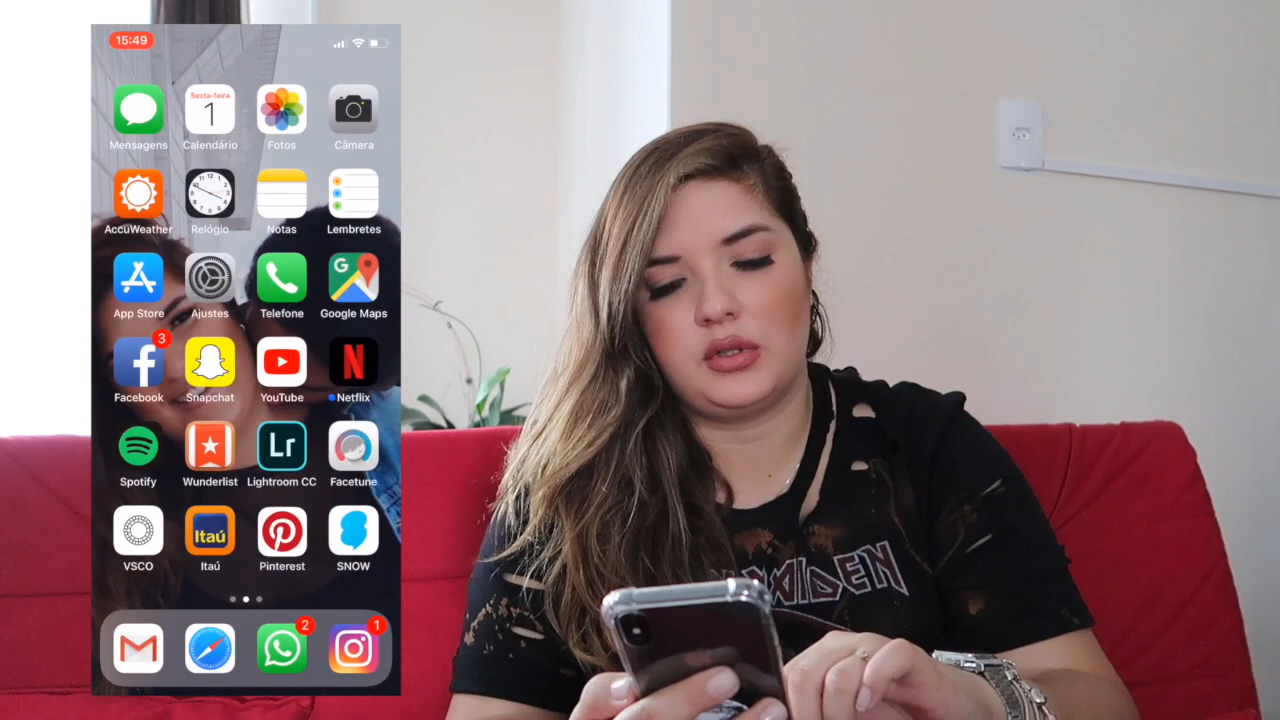 15:49
Sexta-feira
1
Mensagens Calendário Fotos Câmera
AccuWeather Relógio Notas Lembretes
G
App Store Ajustes Telefone Google Maps
3
f N
Facebook Snapchat YouTube Netflix
Lr
Spotify Wunderlist Lightroom CC Facetune
Itaú
VSCO Itaú Pinterest SNOW
2 1
MAIDEN